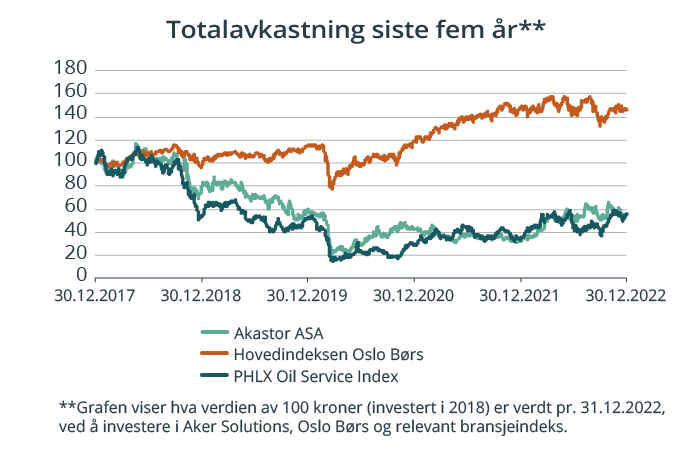 Totalavkastning siste fem år**
180
160
140
120
100
80
60
40
20
0
30.12.2017 30.12.2018 30.12.2019 30.12.2020 30.12.2021 30.12.2022
Akastor ASA
Hovedindeksen Oslo Børs
PHLX Oil Service Index
**Grafen viser hva verdien av 100 kroner (investert i 2018) er verdt pr. 31.12.2022,
ved å investere i Aker Solutions, Oslo Børs og relevant bransjeindeks.